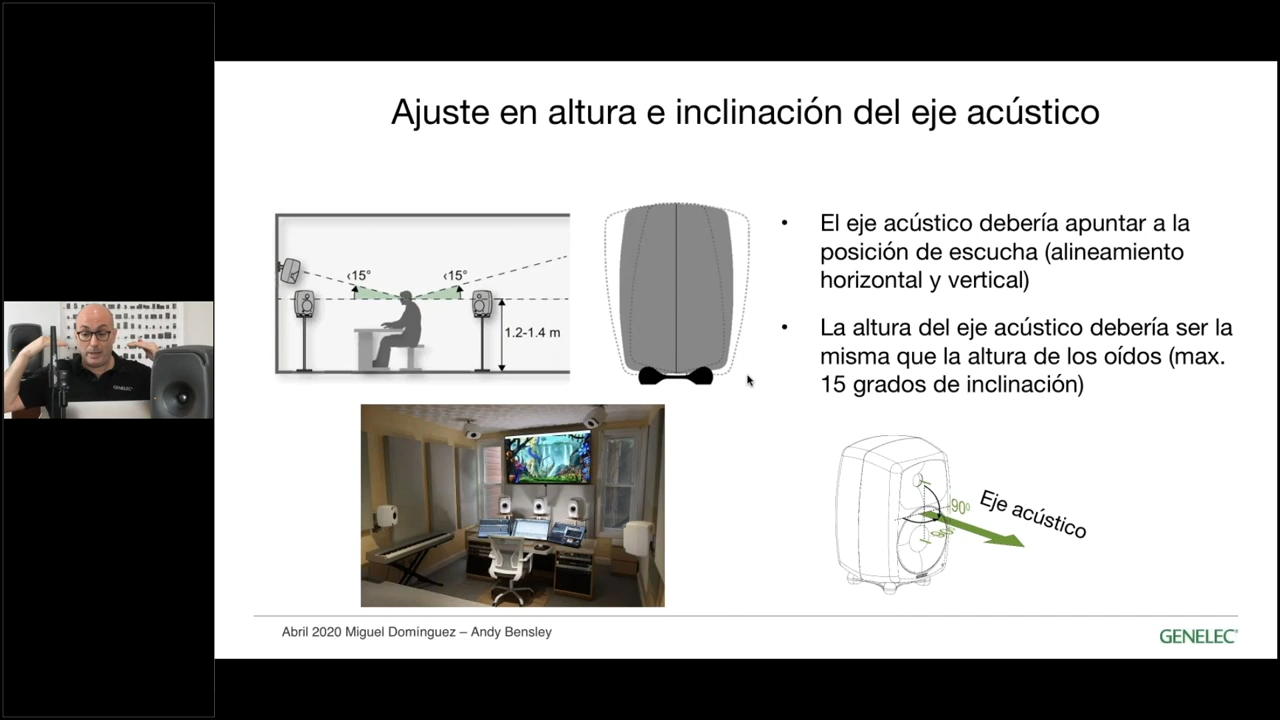 Ajuste en altura e inclinación del eje acústico
‹15°
‹15°
1.2-1.4 m
• El eje acústico debería apuntar a la
posición de escucha (alineamiento
horizontal y vertical)
• La altura del eje acústico debería ser la
misma que la altura de los oídos (max.
15 grados de inclinación)
90º
90º
Eje acústico
GENELEC
Abril 2020 Miguel Domínguez – Andy Bensley
GENELEC®